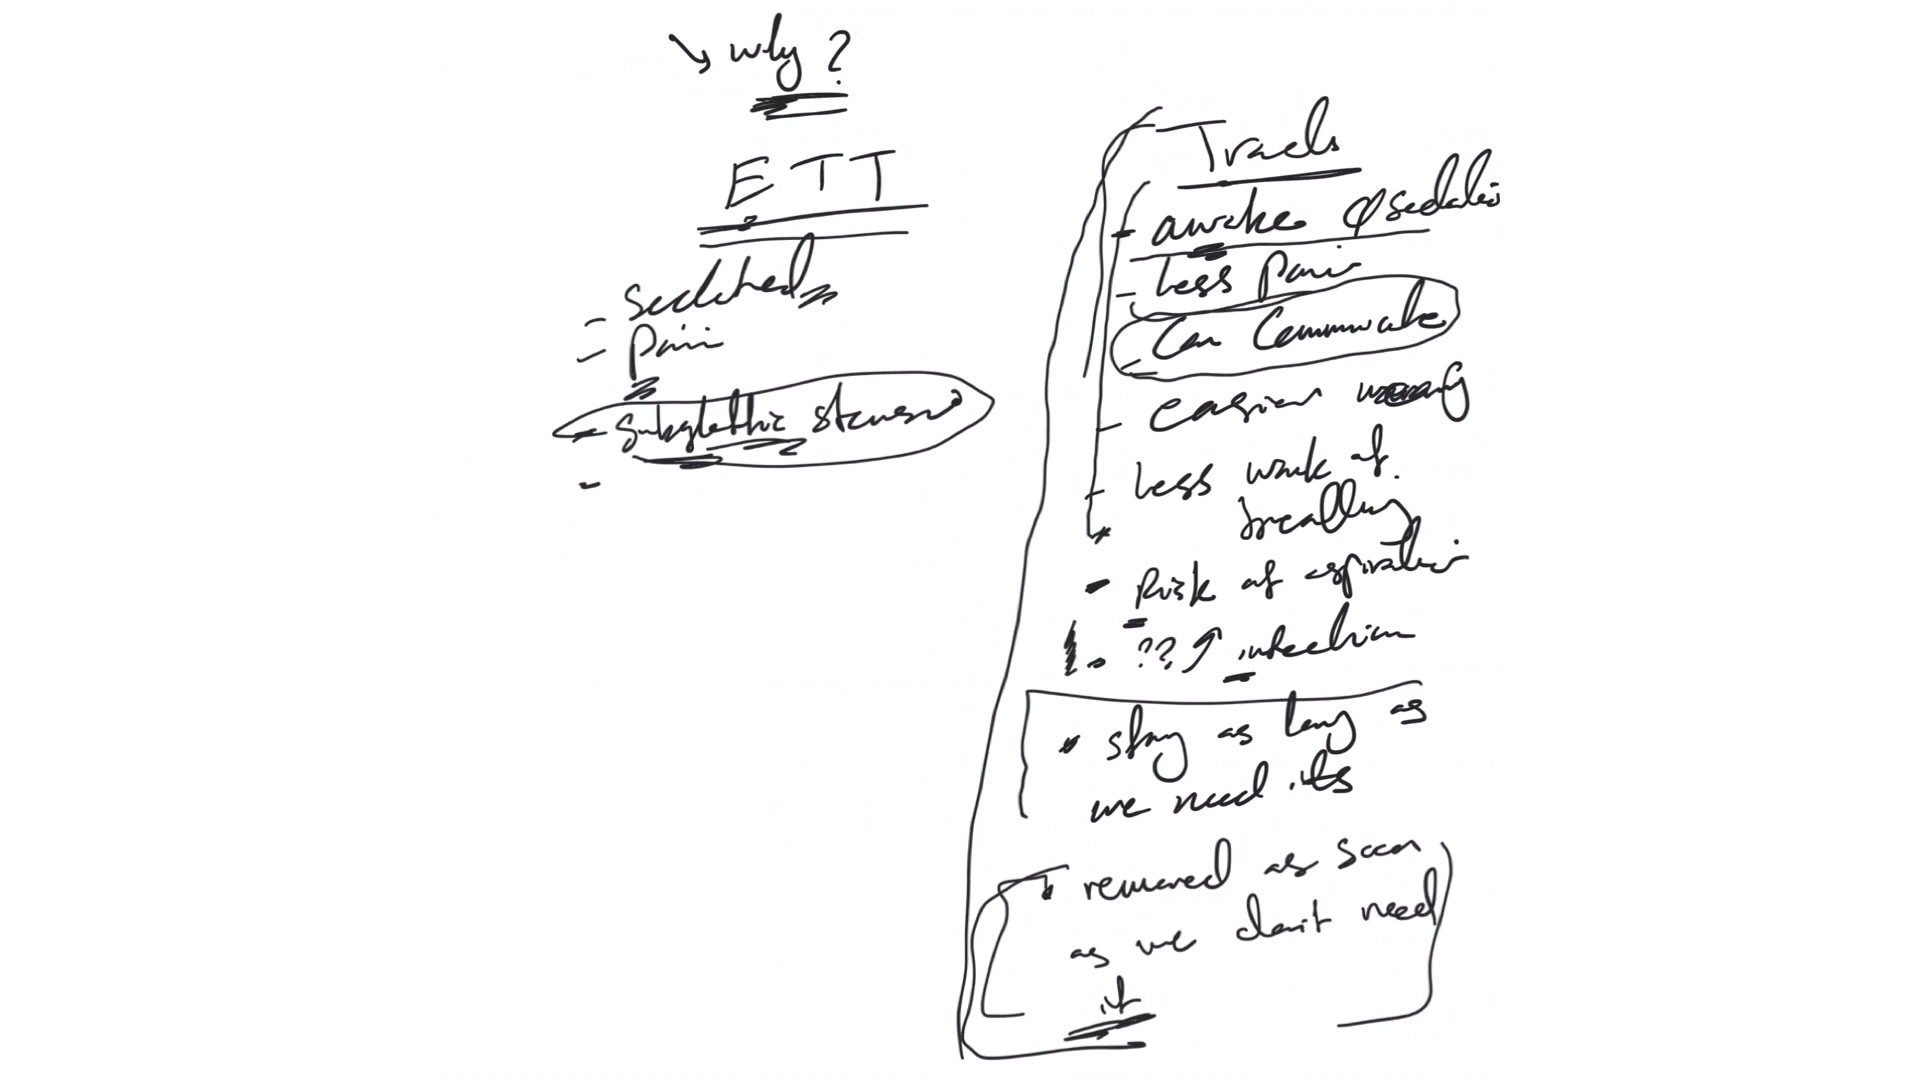 ↘ why ?
ETT
- sedated
- pain
- subglottic stenosis
-
Trach
- awake ∅ sedation
- Less pain
- Can Communicate
- easier weaning
- Less work of
breathing
- Risk of aspiration
- ?? ↑ infection
• stay as long as
we need it
• removed as soon
as we don't need
it